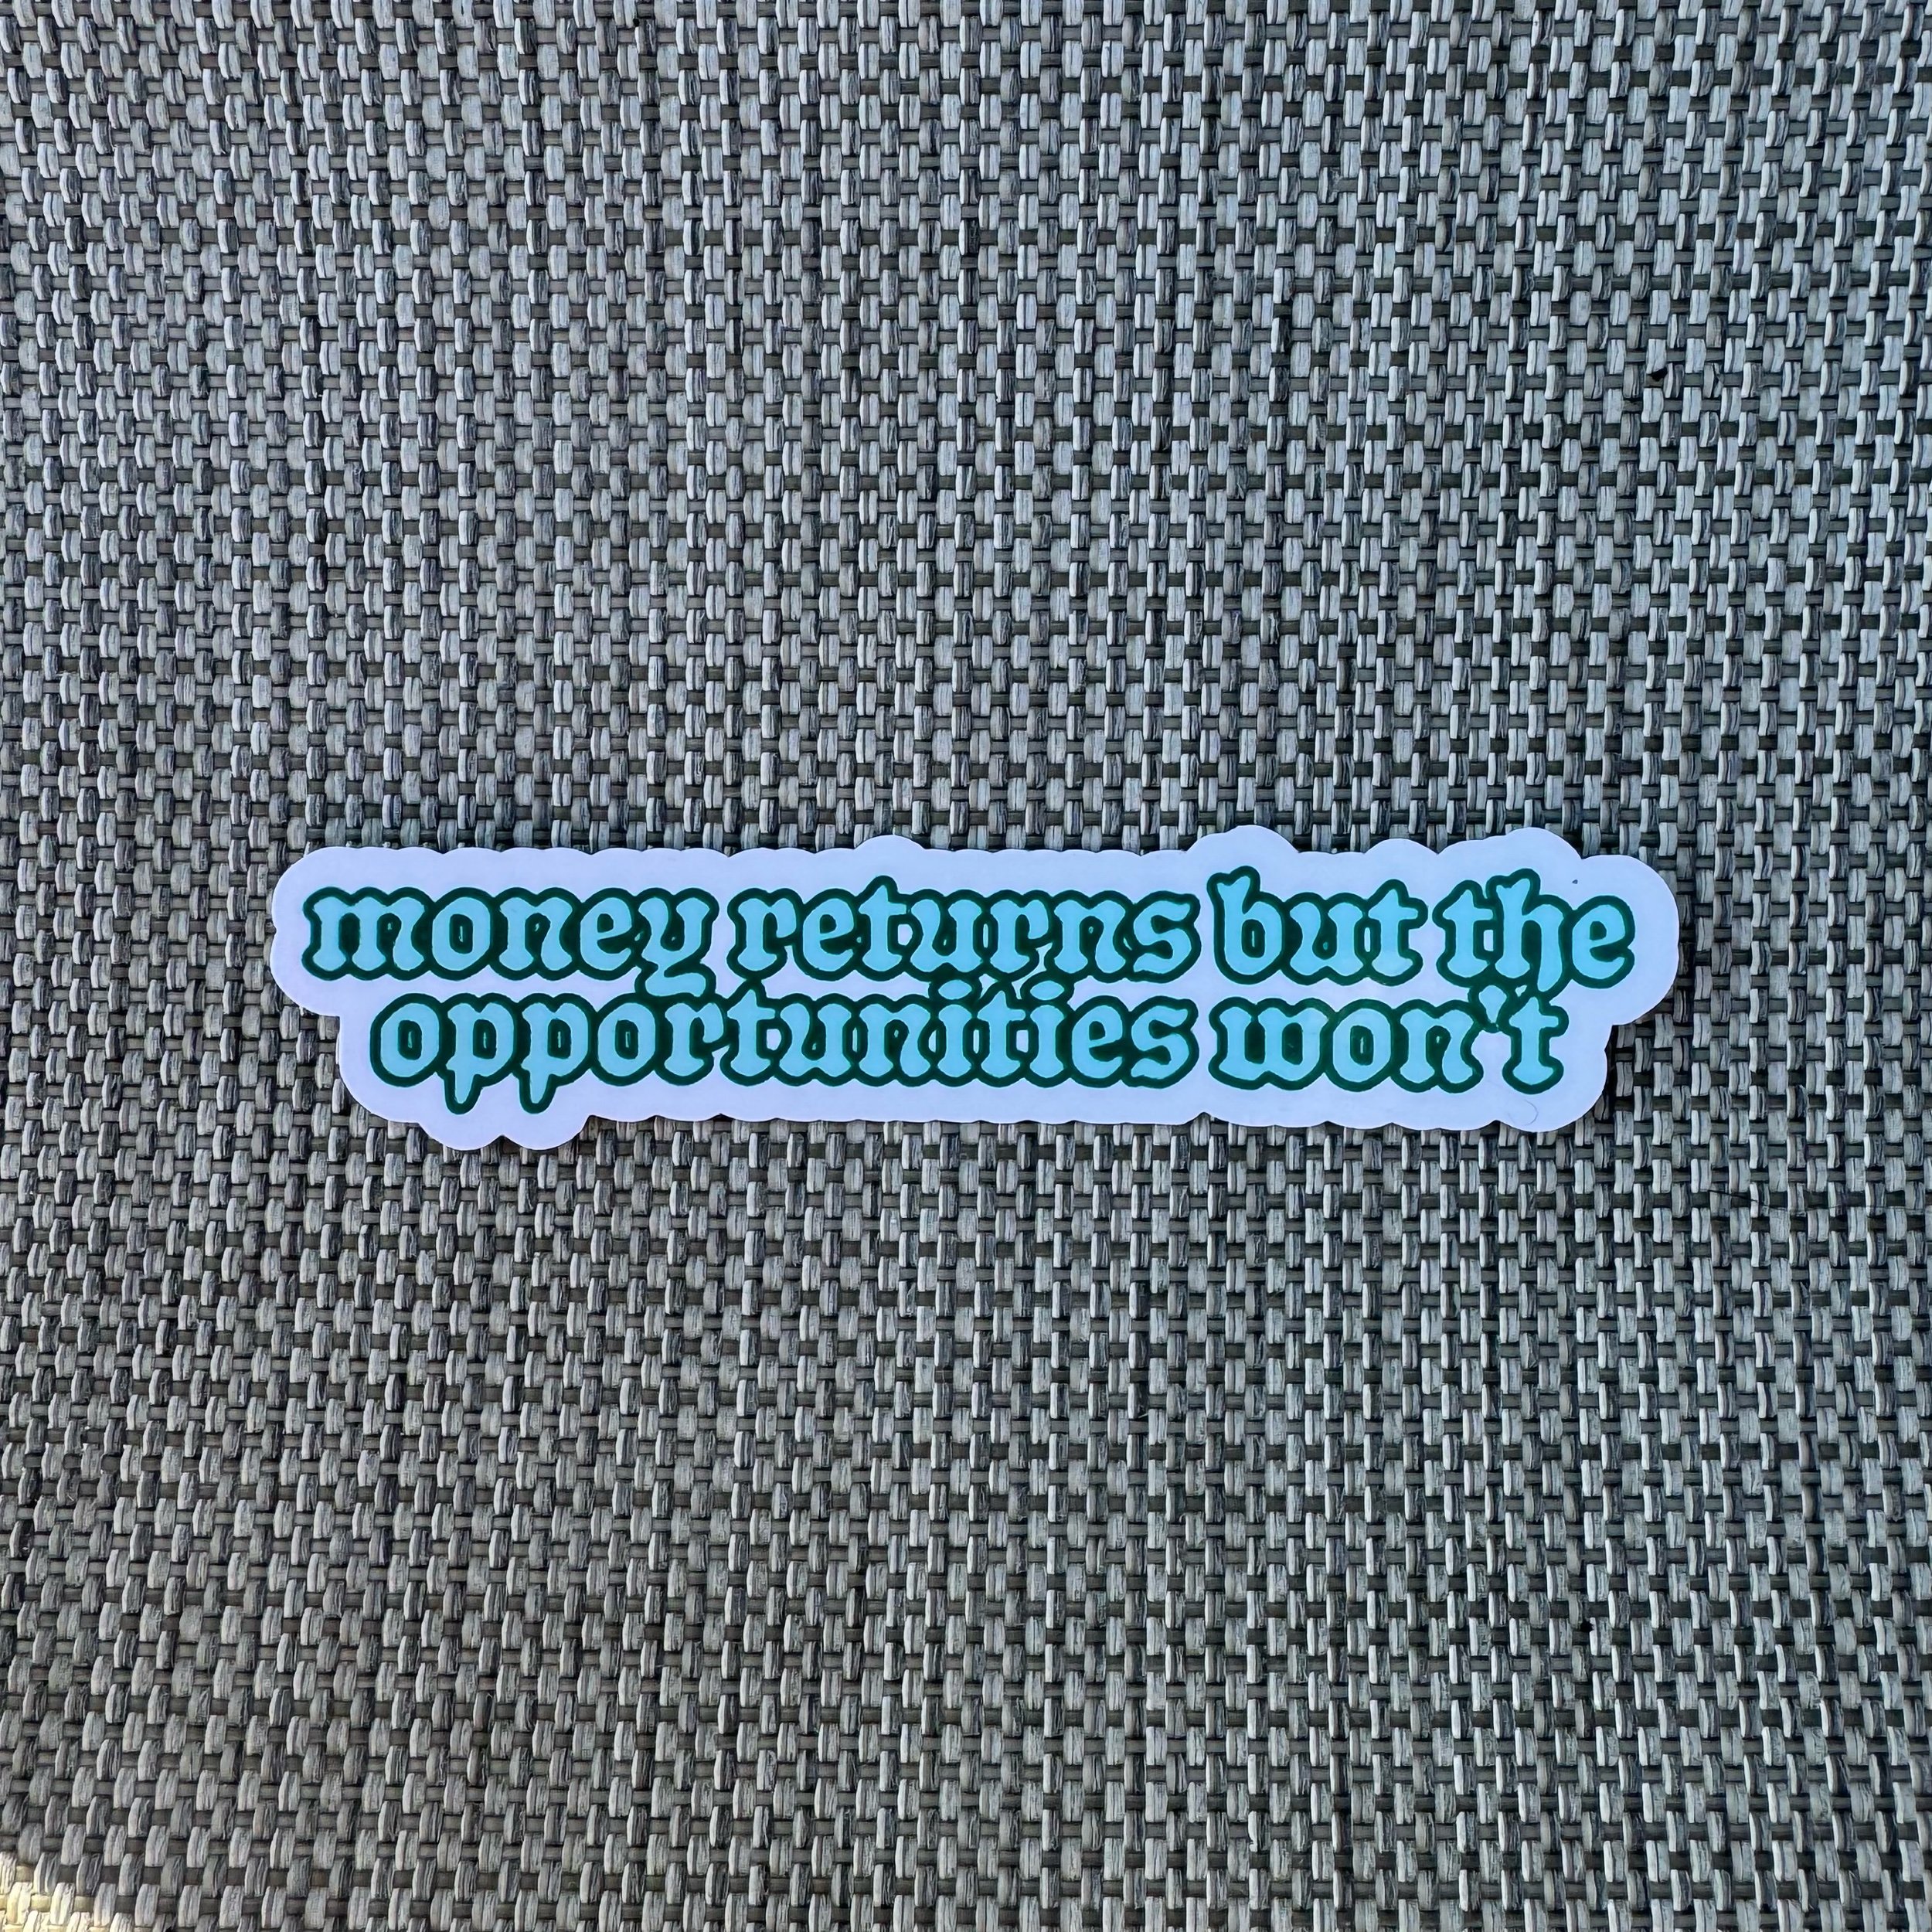 money returns but the
opportunities won't